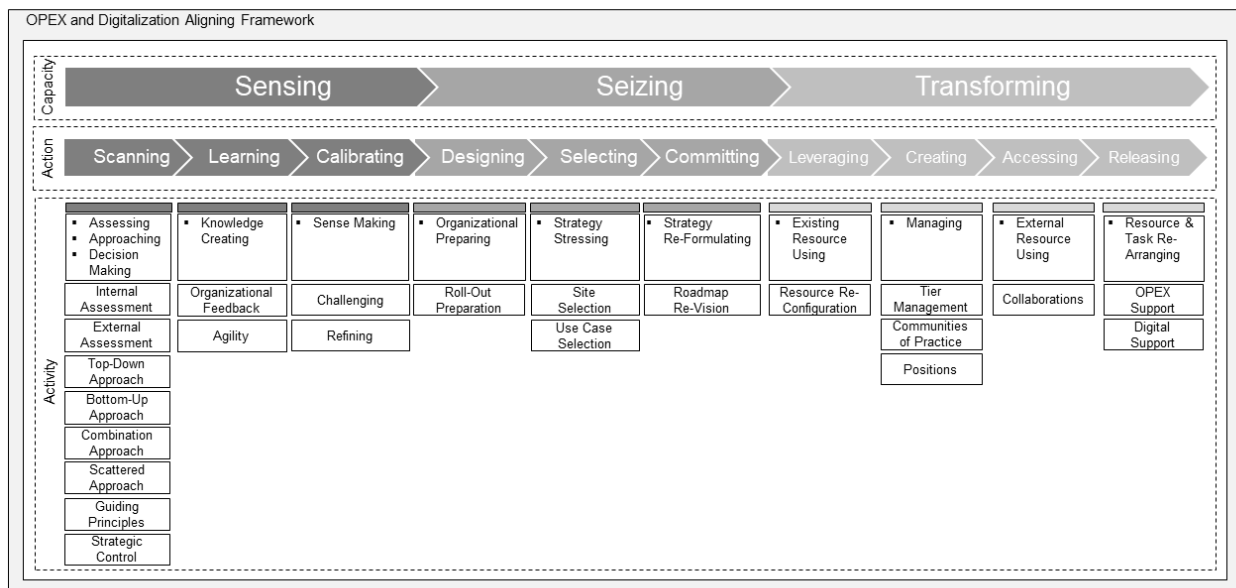 OPEX and Digitalization Aligning Framework
Capacity
Sensing
Seizing
Transforming
Action
Scanning
Learning
Calibrating
Designing
Selecting
Committing
Leveraging
Creating
Accessing
Releasing
Activity
▪ Assessing
▪ Approaching
▪ Decision
Making
Internal
Assessment
External
Assessment
Top-Down
Approach
Bottom-Up
Approach
Combination
Approach
Scattered
Approach
Guiding
Principles
Strategic
Control
▪ Knowledge
Creating
Organizational
Feedback
Agility
▪ Sense Making
Challenging
Refining
▪ Organizational
Preparing
Roll-Out
Preparation
▪ Strategy
Stressing
Site
Selection
Use Case
Selection
▪ Strategy
Re-Formulating
Roadmap
Re-Vision
▪ Existing
Resource
Using
Resource Re-
Configuration
▪ Managing
Tier
Management
Communities
of Practice
Positions
▪ External
Resource
Using
Collaborations
▪ Resource &
Task Re-
Arranging
OPEX
Support
Digital
Support